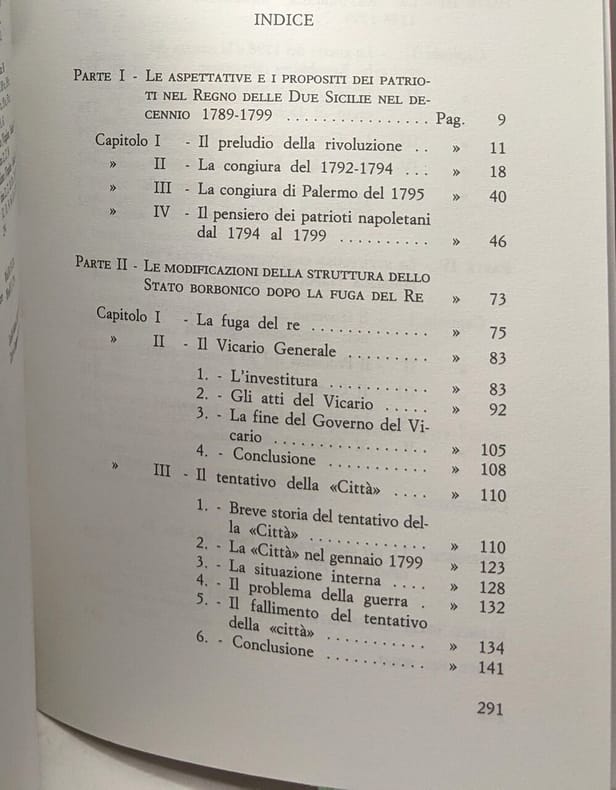 INDICE
PARTE I - LE ASPETTATIVE E I PROPOSITI DEI PATRIO-
TI NEL REGNO DELLE DUE SICILIE NEL DE-
CENNIO 1789-1799 ................ Pag. 9
Capitolo I - Il preludio della rivoluzione .. » 11
» II - La congiura del 1792-1794 ... » 18
» III - La congiura di Palermo del 1795 » 40
» IV - Il pensiero dei patrioti napoletani
dal 1794 al 1799 .......... » 46
PARTE II - LE MODIFICAZIONI DELLA STRUTTURA DELLO
STATO BORBONICO DOPO LA FUGA DEL RE » 73
Capitolo I - La fuga del re ............. » 75
» II - Il Vicario Generale ......... » 83
1. - L'investitura ........... » 83
2. - Gli atti del Vicario ..... » 92
3. - La fine del Governo del Vi-
cario ................. » 105
4. - Conclusione ........... » 108
» III - Il tentativo della «Città» .... » 110
1. - Breve storia del tentativo del-
la «Città» ............. » 110
2. - La «Città» nel gennaio 1799 » 123
3. - La situazione interna .... » 128
4. - Il problema della guerra . » 132
5. - Il fallimento del tentativo
della «città» ........... » 134
6. - Conclusione ........... » 141
291